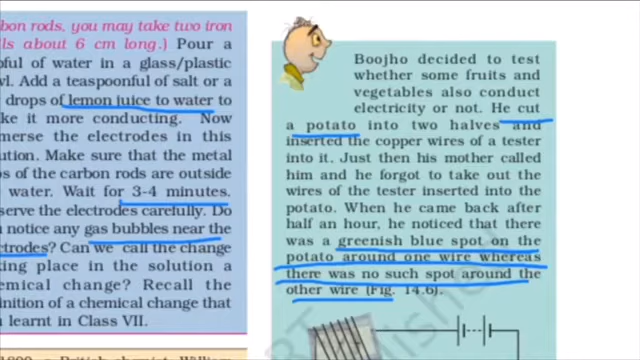 bon rods, you may take two iron
ils about 6 cm long.) Pour a
pful of water in a glass/plastic
wl. Add a teaspoonful of salt or a
drops of lemon juice to water to
ke it more conducting. Now
merse the electrodes in this
ution. Make sure that the metal
ps of the carbon rods are outside
water. Wait for 3-4 minutes.
serve the electrodes carefully. Do
notice any gas bubbles near the
ctrodes? Can we call the change
king place in the solution a
emical change? Recall the
inition of a chemical change that
learnt in Class VII.
Boojho decided to test
whether some fruits and
vegetables also conduct
electricity or not. He cut
a potato into two halves and
inserted the copper wires of a tester
into it. Just then his mother called
him and he forgot to take out the
wires of the tester inserted into the
potato. When he came back after
half an hour, he noticed that there
was a greenish blue spot on the
potato around one wire whereas
there was no such spot around the
other wire (Fig. 14.6).